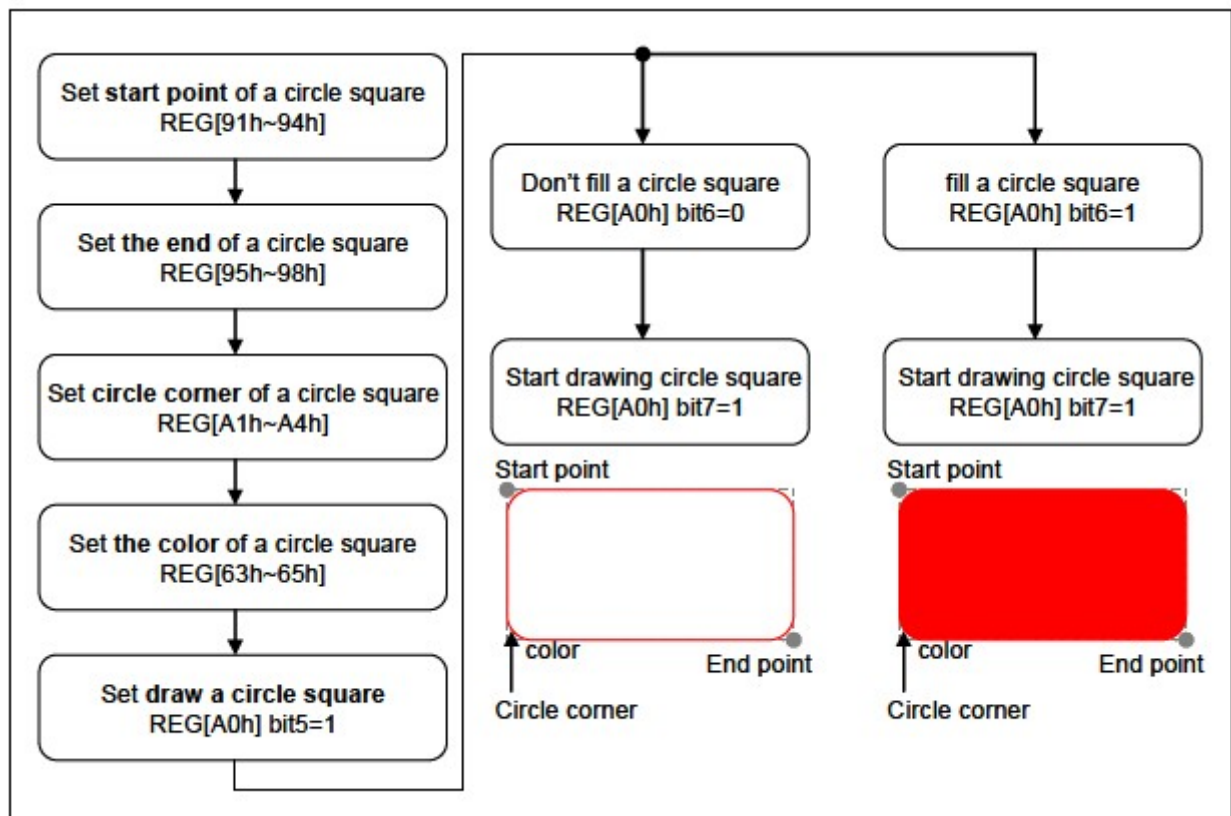 Set start point of a circle square
REG[91h~94h]
Set the end of a circle square
REG[95h~98h]
Set circle corner of a circle square
REG[A1h~A4h]
Set the color of a circle square
REG[63h~65h]
Set draw a circle square
REG[A0h] bit5=1
Don't fill a circle square
REG[A0h] bit6=0
Start drawing circle square
REG[A0h] bit7=1
Start point
color
End point
Circle corner
fill a circle square
REG[A0h] bit6=1
Start drawing circle square
REG[A0h] bit7=1
Start point
color
End point
Circle corner